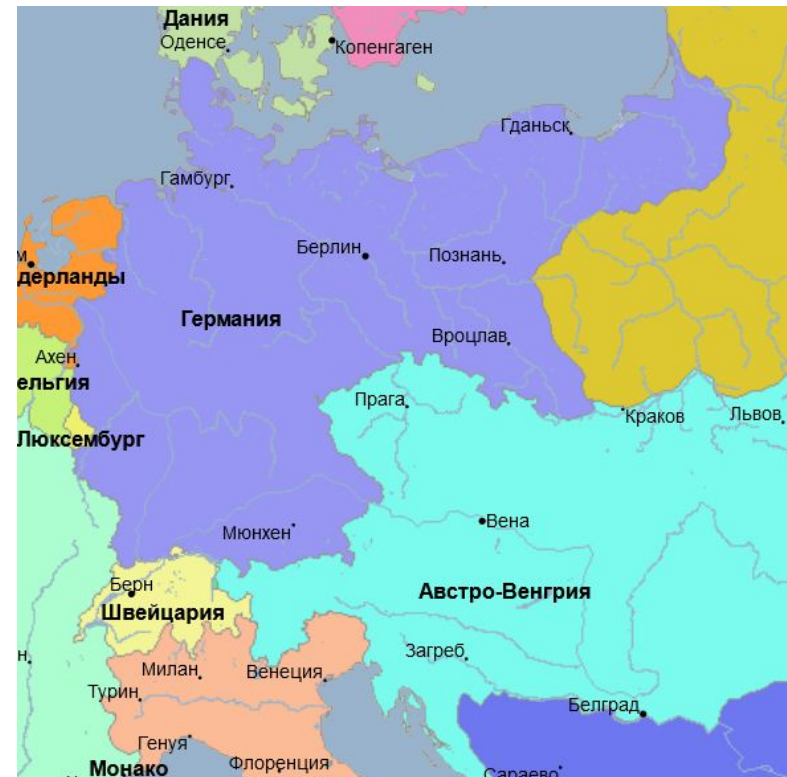 Дания
Оденсе
Копенгаген
Гданьск
Гамбург
Берлин
Познань
м
дерланды
Германия
Вроцлав
Ахен
ельгия
Прага
Краков
Львов
Люксембург
Мюнхен
Вена
Берн
Австро-Венгрия
Швейцария
н
Милан
Венеция
Загреб
Турин
Белград
Генуя
Флоренция
Монако
Сараево